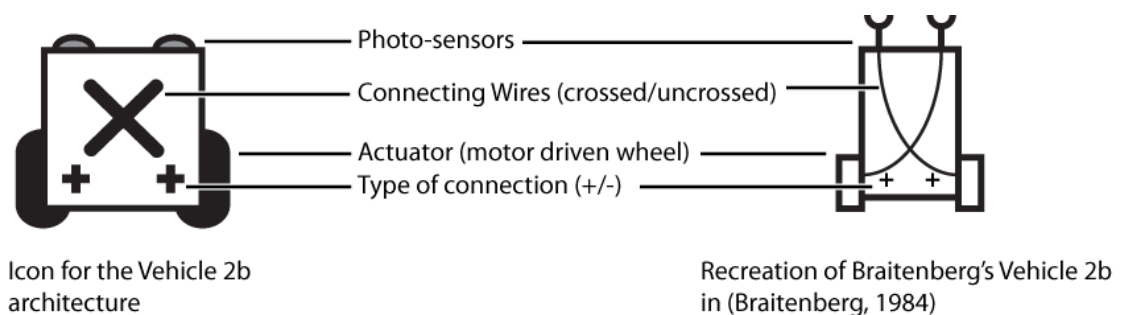 Photo-sensors
Connecting Wires (crossed/uncrossed)
Actuator (motor driven wheel)
Type of connection (+/-)
+ +
+ +
Icon for the Vehicle 2b
architecture
Recreation of Braitenberg's Vehicle 2b
in (Braitenberg, 1984)